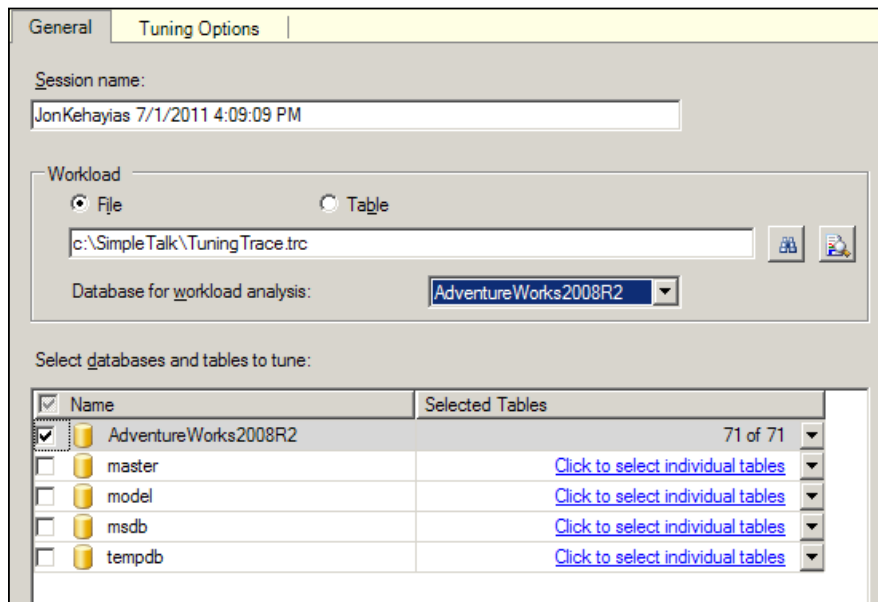 General Tuning Options
Session name:
JonKehayias 7/1/2011 4:09:09 PM
Workload
File Table
c:\SimpleTalk\TuningTrace.trc
Database for workload analysis: AdventureWorks2008R2
Select databases and tables to tune:
Name Selected Tables
AdventureWorks2008R2 71 of 71
master Click to select individual tables
model Click to select individual tables
msdb Click to select individual tables
tempdb Click to select individual tables